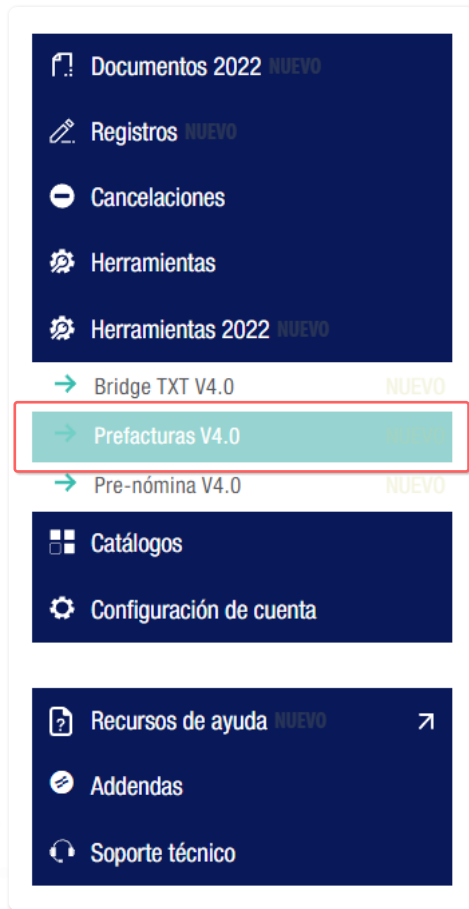 Documentos 2022 NUEVO
Registros NUEVO
Cancelaciones
Herramientas
Herramientas 2022 NUEVO
Bridge TXT V4.0 NUEVO
Prefacturas V4.0 NUEVO
Pre-nómina V4.0 NUEVO
Catálogos
Configuración de cuenta
Recursos de ayuda NUEVO
Addendas
Soporte técnico